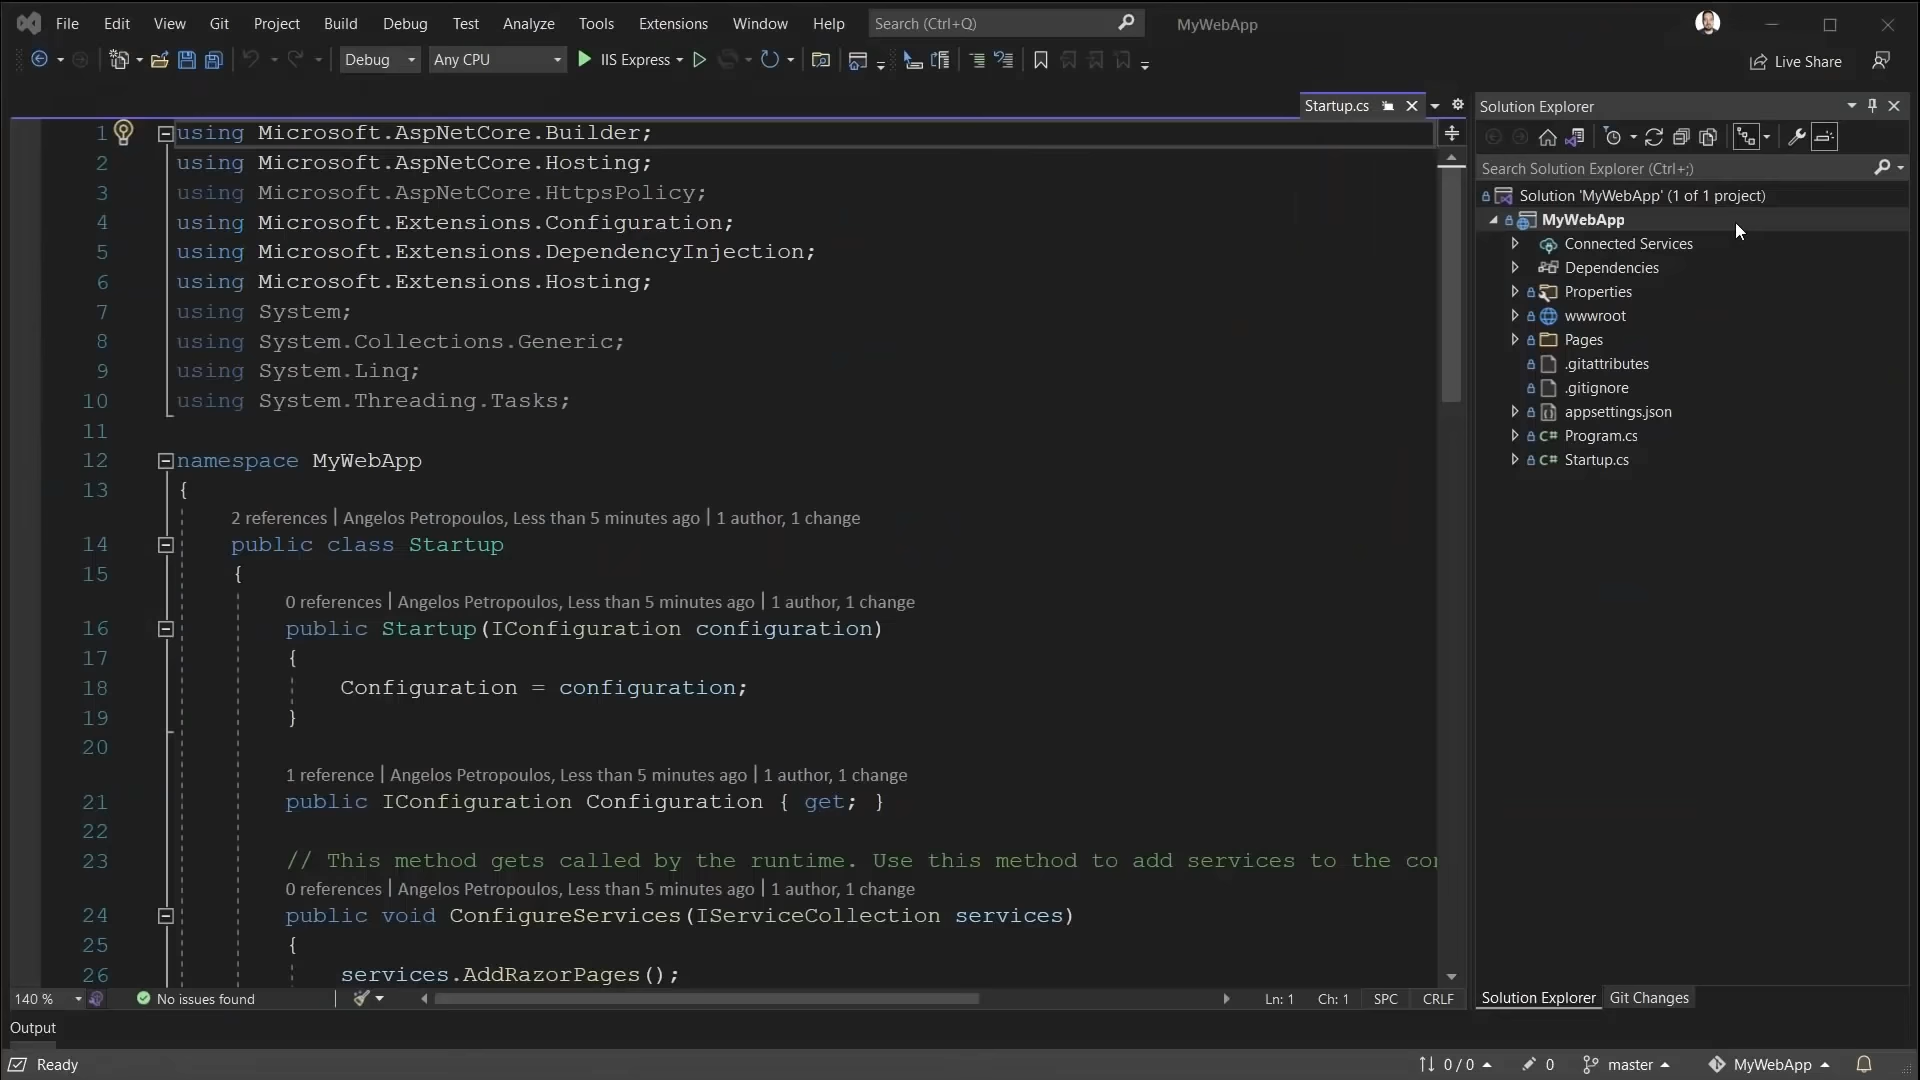 File Edit View Git Project Build Debug Test Analyze Tools Extensions Window Help Search (Ctrl+Q) MyWebApp
Debug Any CPU IIS Express Live Share
Startup.cs
1 using Microsoft.AspNetCore.Builder;
2 using Microsoft.AspNetCore.Hosting;
3 using Microsoft.AspNetCore.HttpsPolicy;
4 using Microsoft.Extensions.Configuration;
5 using Microsoft.Extensions.DependencyInjection;
6 using Microsoft.Extensions.Hosting;
7 using System;
8 using System.Collections.Generic;
9 using System.Linq;
10 using System.Threading.Tasks;
11
12 namespace MyWebApp
13 {
2 references | Angelos Petropoulos, Less than 5 minutes ago | 1 author, 1 change
14 public class Startup
15 {
0 references | Angelos Petropoulos, Less than 5 minutes ago | 1 author, 1 change
16 public Startup(IConfiguration configuration)
17 {
18 Configuration = configuration;
19 }
20
1 reference | Angelos Petropoulos, Less than 5 minutes ago | 1 author, 1 change
21 public IConfiguration Configuration { get; }
22
23 // This method gets called by the runtime. Use this method to add services to the co
0 references | Angelos Petropoulos, Less than 5 minutes ago | 1 author, 1 change
24 public void ConfigureServices(IServiceCollection services)
25 {
26 services.AddRazorPages();
140 % No issues found Ln: 1 Ch: 1 SPC CRLF
Solution Explorer
Search Solution Explorer (Ctrl+;)
Solution 'MyWebApp' (1 of 1 project)
MyWebApp
Connected Services
Dependencies
Properties
wwwroot
Pages
.gitattributes
.gitignore
appsettings.json
C# Program.cs
C# Startup.cs
Solution Explorer Git Changes
Output
Ready 0 / 0 0 master MyWebApp